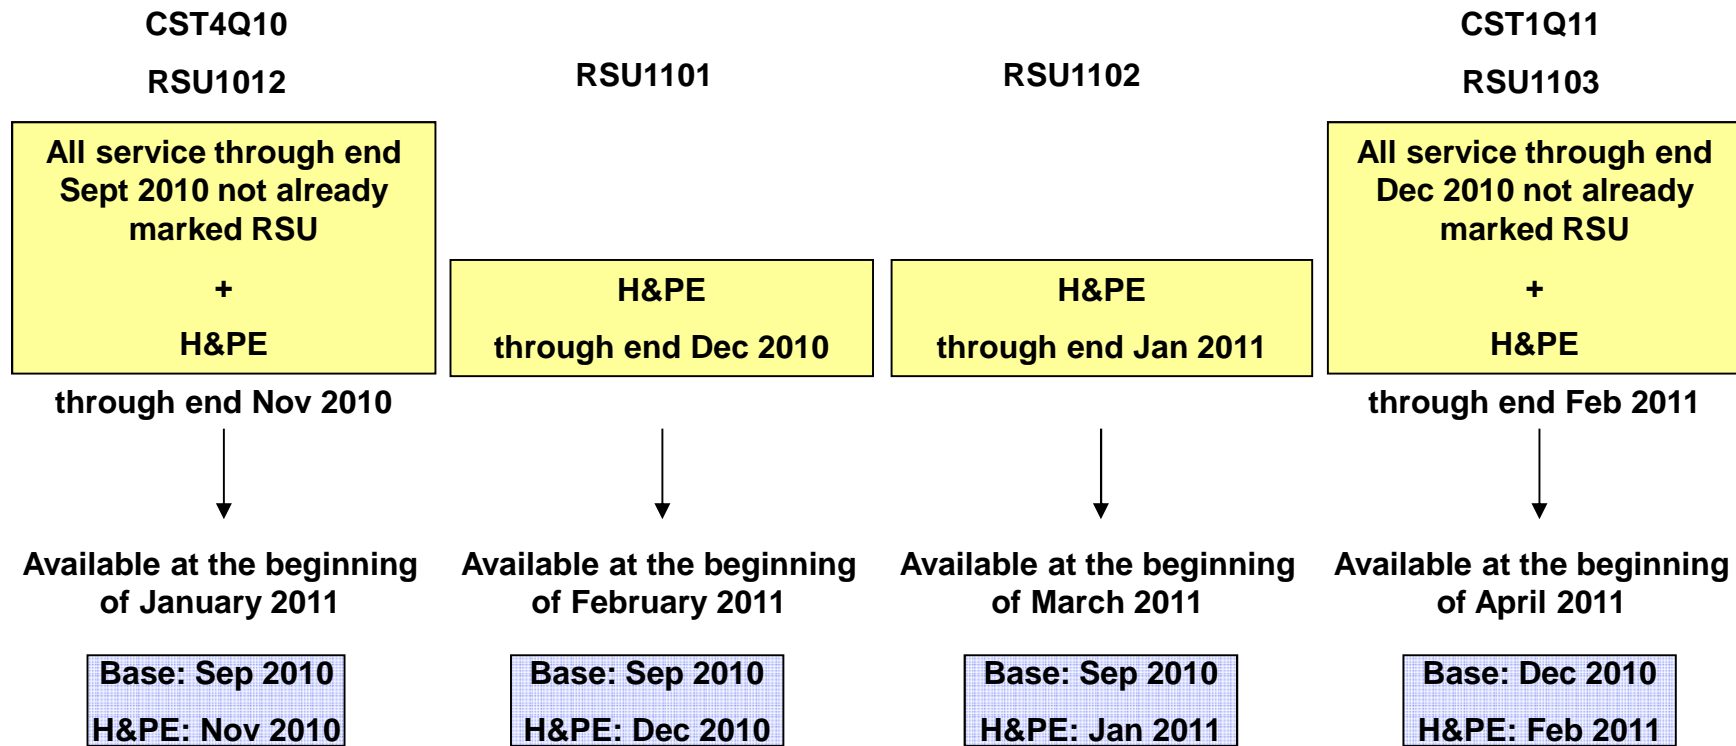 CST4Q10
RSU1012
All service through end
Sept 2010 not already
marked RSU
+
H&PE
through end Nov 2010
Available at the beginning
of January 2011
Base: Sep 2010
H&PE: Nov 2010
RSU1101
H&PE
through end Dec 2010
Available at the beginning
of February 2011
Base: Sep 2010
H&PE: Dec 2010
RSU1102
H&PE
through end Jan 2011
Available at the beginning
of March 2011
Base: Sep 2010
H&PE: Jan 2011
CST1Q11
RSU1103
All service through end
Dec 2010 not already
marked RSU
+
H&PE
through end Feb 2011
Available at the beginning
of April 2011
Base: Dec 2010
H&PE: Feb 2011